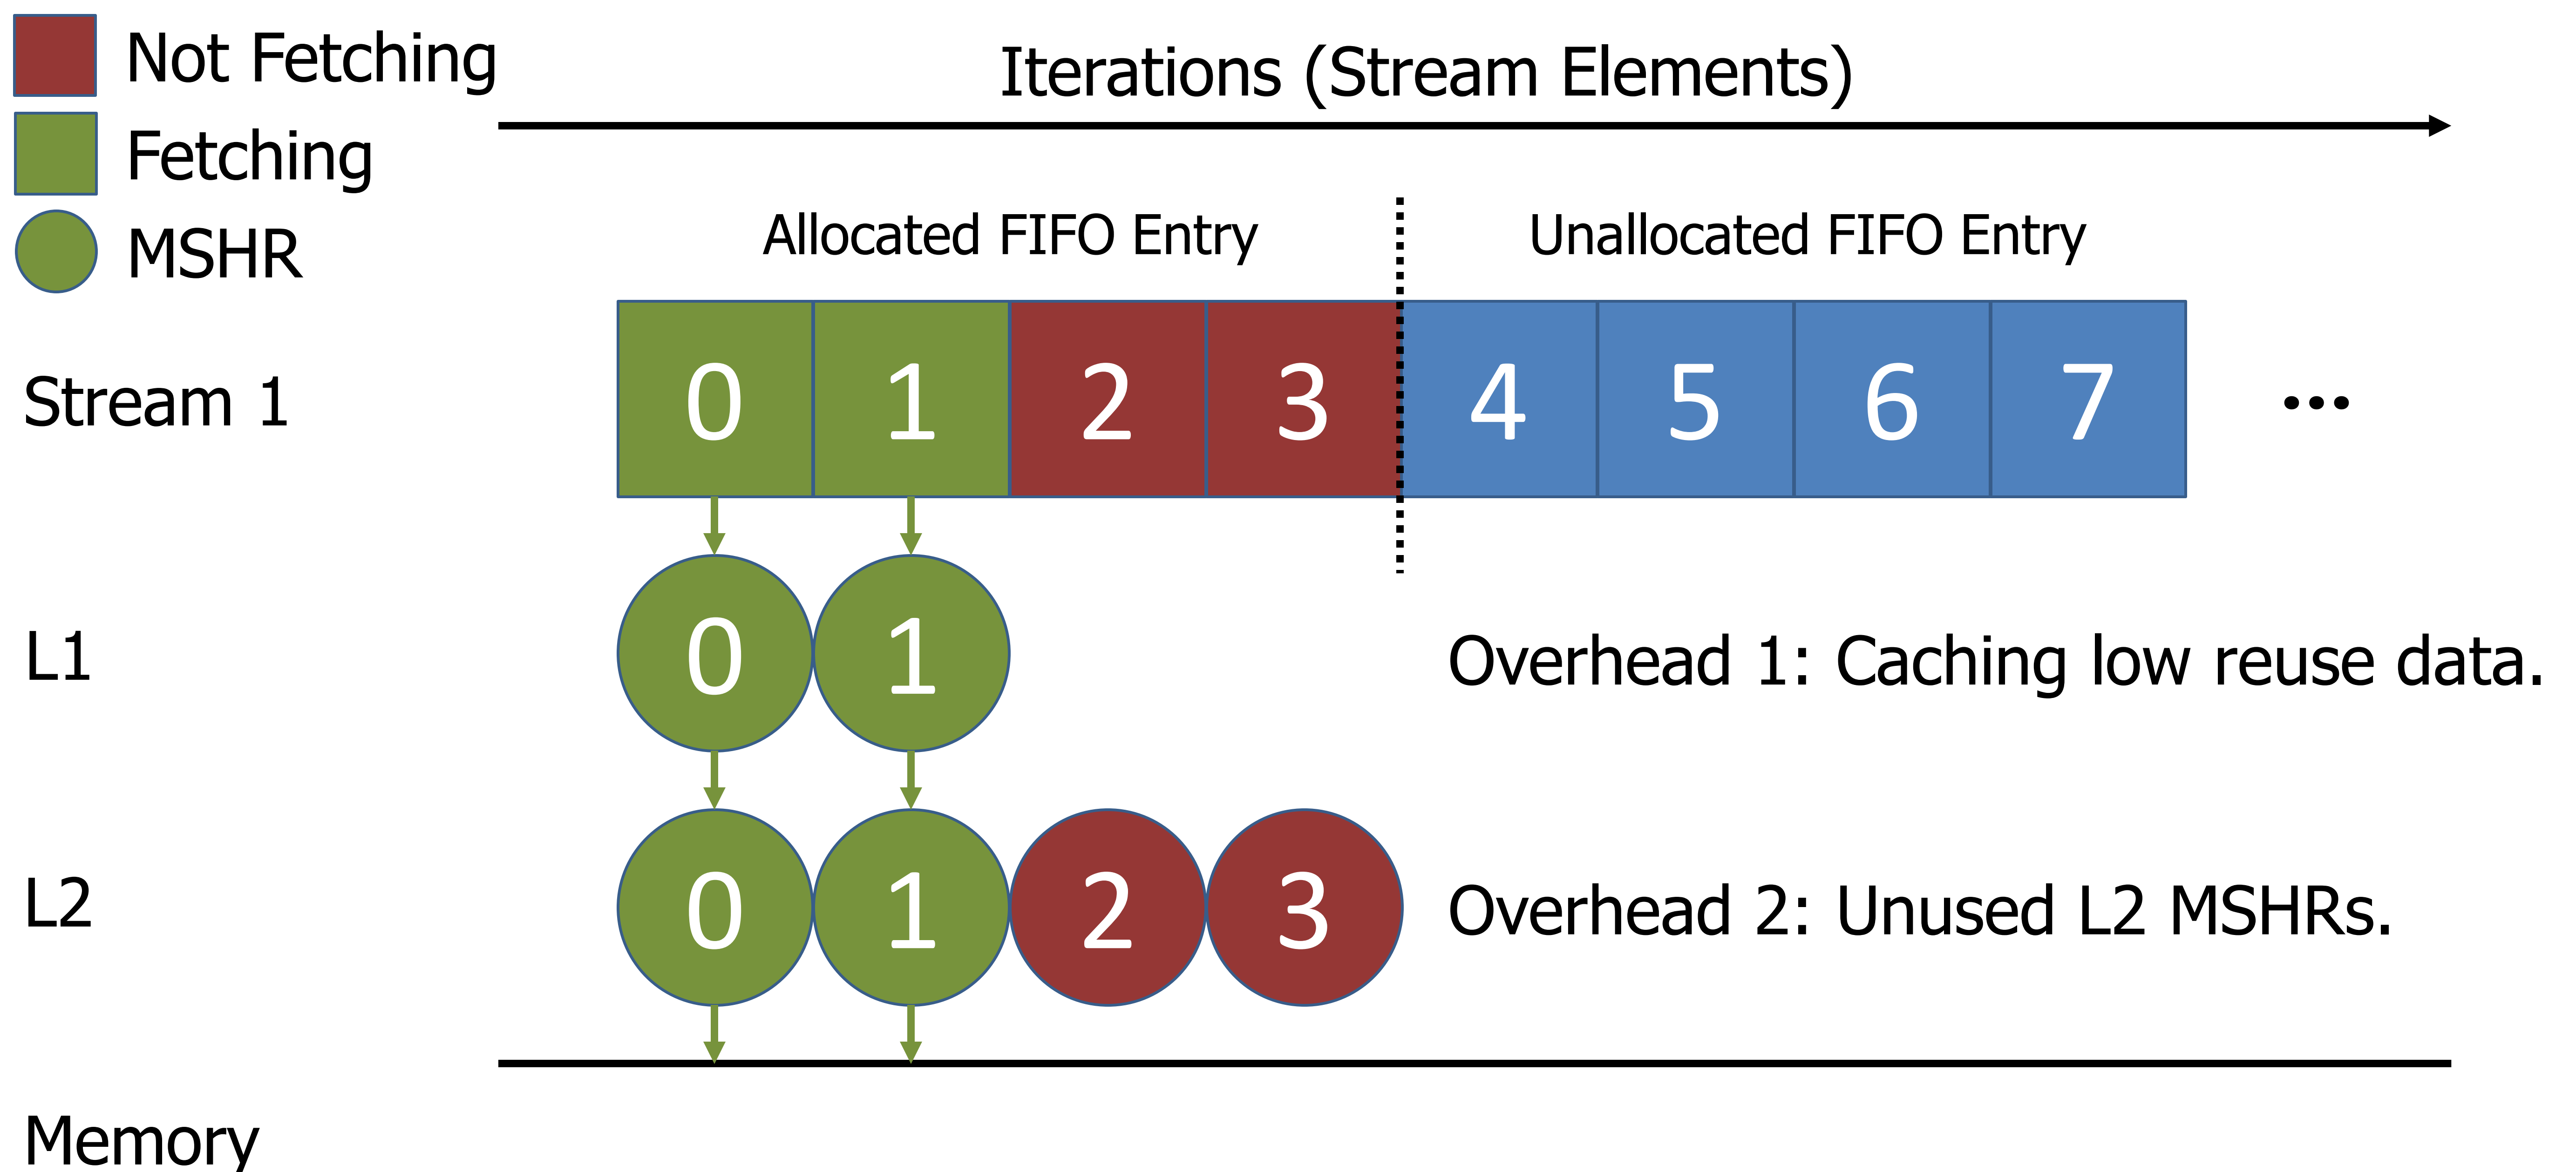 Not Fetching
Iterations (Stream Elements)
Fetching
MSHR
Allocated FIFO Entry Unallocated FIFO Entry
Stream 1 0 1 2 3 4 5 6 7 ...
L1 0 1 Overhead 1: Caching low reuse data.
L2 0 1 2 3 Overhead 2: Unused L2 MSHRs.
Memory